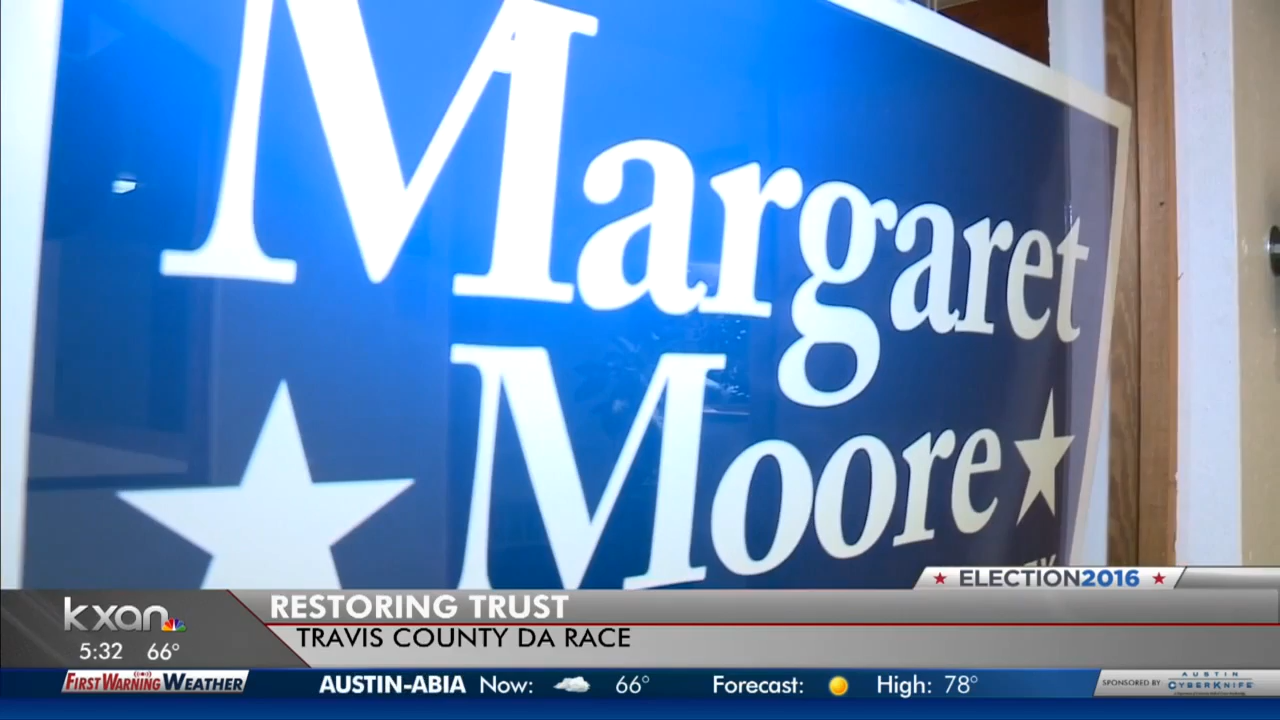 Margaret
Moore
ELECTION2016
kxan
RESTORING TRUST
5:32 66°
TRAVIS COUNTY DA RACE
FIRST WARNING WEATHER
AUSTIN-ABIA Now: 66° Forecast: High: 78°
SPONSORED BY AUSTIN CYBERKNIFE